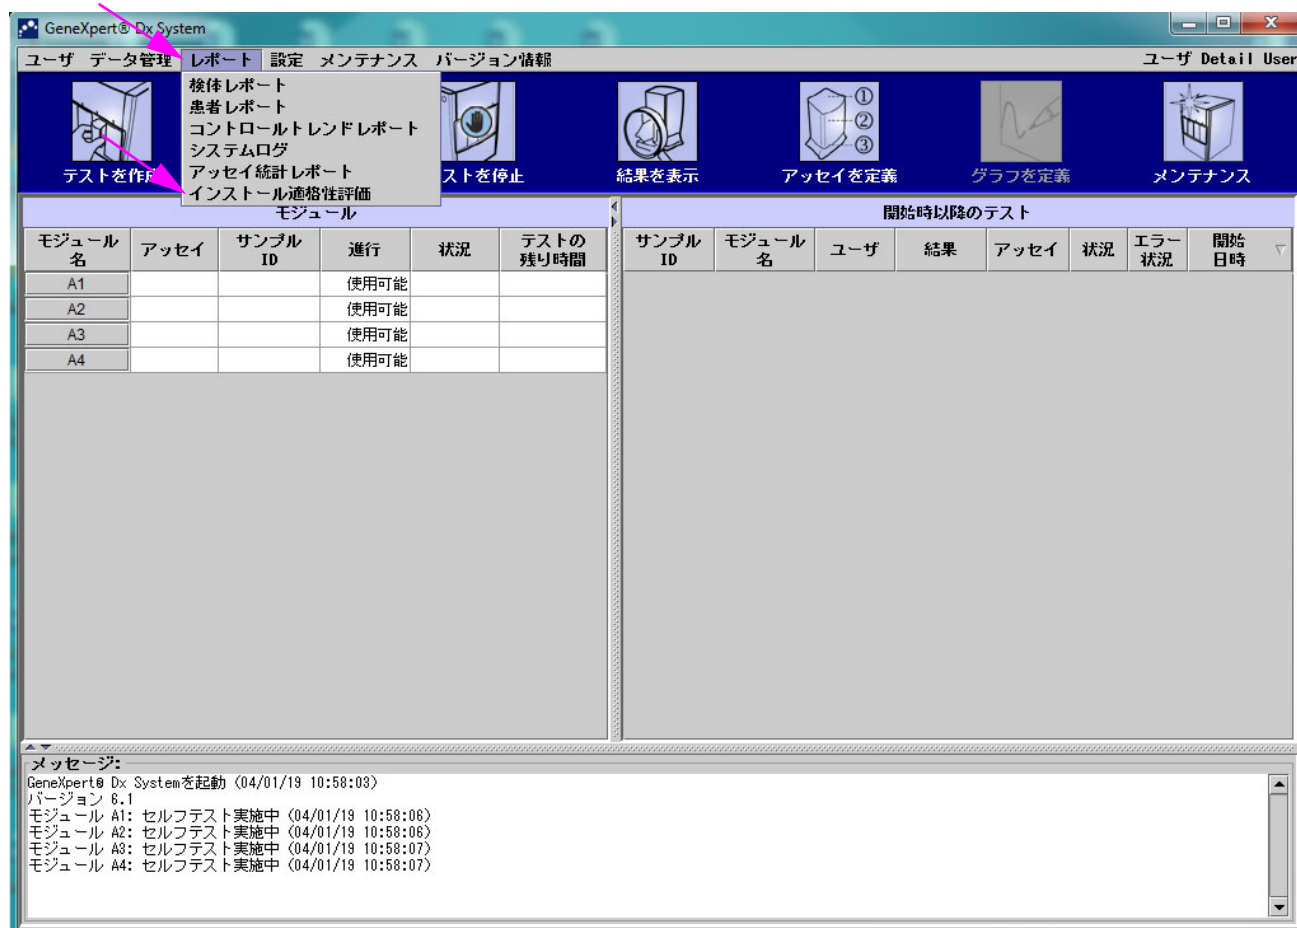 GeneXpert® Dx System
ユーザ データ管理 レポート 設定 メンテナンス バージョン情報 ユーザ Detail User
検体レポート
患者レポート
コントロールトレンドレポート
システムログ
アッセイ統計レポート
インストール適格性評価
テストを作 ストを停止 結果を表示 アッセイを定義 グラフを定義 メンテナンス
モジュール
モジュール名 アッセイ サンプルID 進行 状況 テストの残り時間
A1 使用可能
A2 使用可能
A3 使用可能
A4 使用可能
開始時以降のテスト
サンプルID モジュール名 ユーザ 結果 アッセイ 状況 エラー状況 開始日時
メッセージ:
GeneXpert® Dx Systemを起動 (04/01/19 10:58:03)
バージョン 6.1
モジュール A1: セルフテスト実施中 (04/01/19 10:58:06)
モジュール A2: セルフテスト実施中 (04/01/19 10:58:06)
モジュール A3: セルフテスト実施中 (04/01/19 10:58:07)
モジュール A4: セルフテスト実施中 (04/01/19 10:58:07)